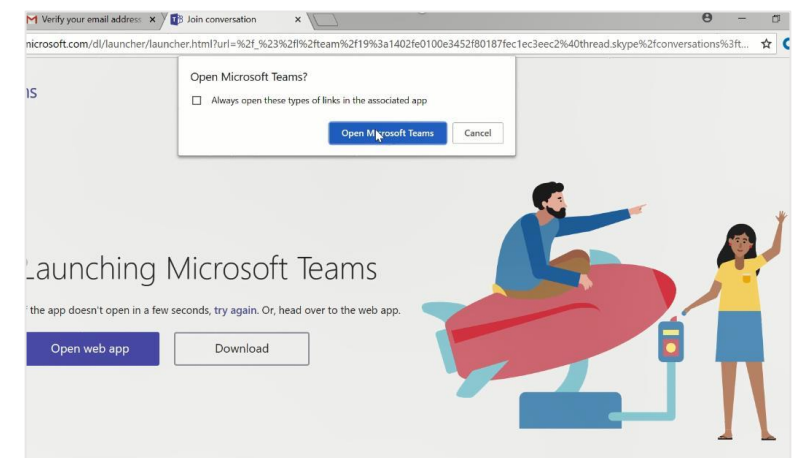 Verify your email address
Join conversation
nicrosoft.com/dl/launcher/launcher.html?url=%2f_%23%2fl%2fteam%2f19%3a1402fe0100e3452f80187fec1ec3eec2%40thread.skype%2fconversations%3ft...
ns
Open Microsoft Teams?
Always open these types of links in the associated app
Open Microsoft Teams
Cancel
Launching Microsoft Teams
the app doesn't open in a few seconds, try again. Or, head over to the web app.
Open web app
Download